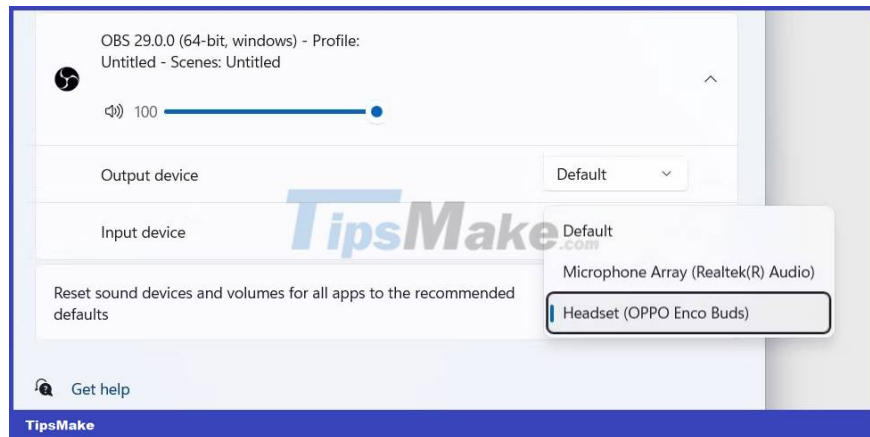 OBS 29.0.0 (64-bit, windows) - Profile:
Untitled - Scenes: Untitled
100
Output device
Default
TipsMake.com
Input device
Default
Microphone Array (Realtek(R) Audio)
Headset (OPPO Enco Buds)
Reset sound devices and volumes for all apps to the recommended
defaults
Get help
TipsMake